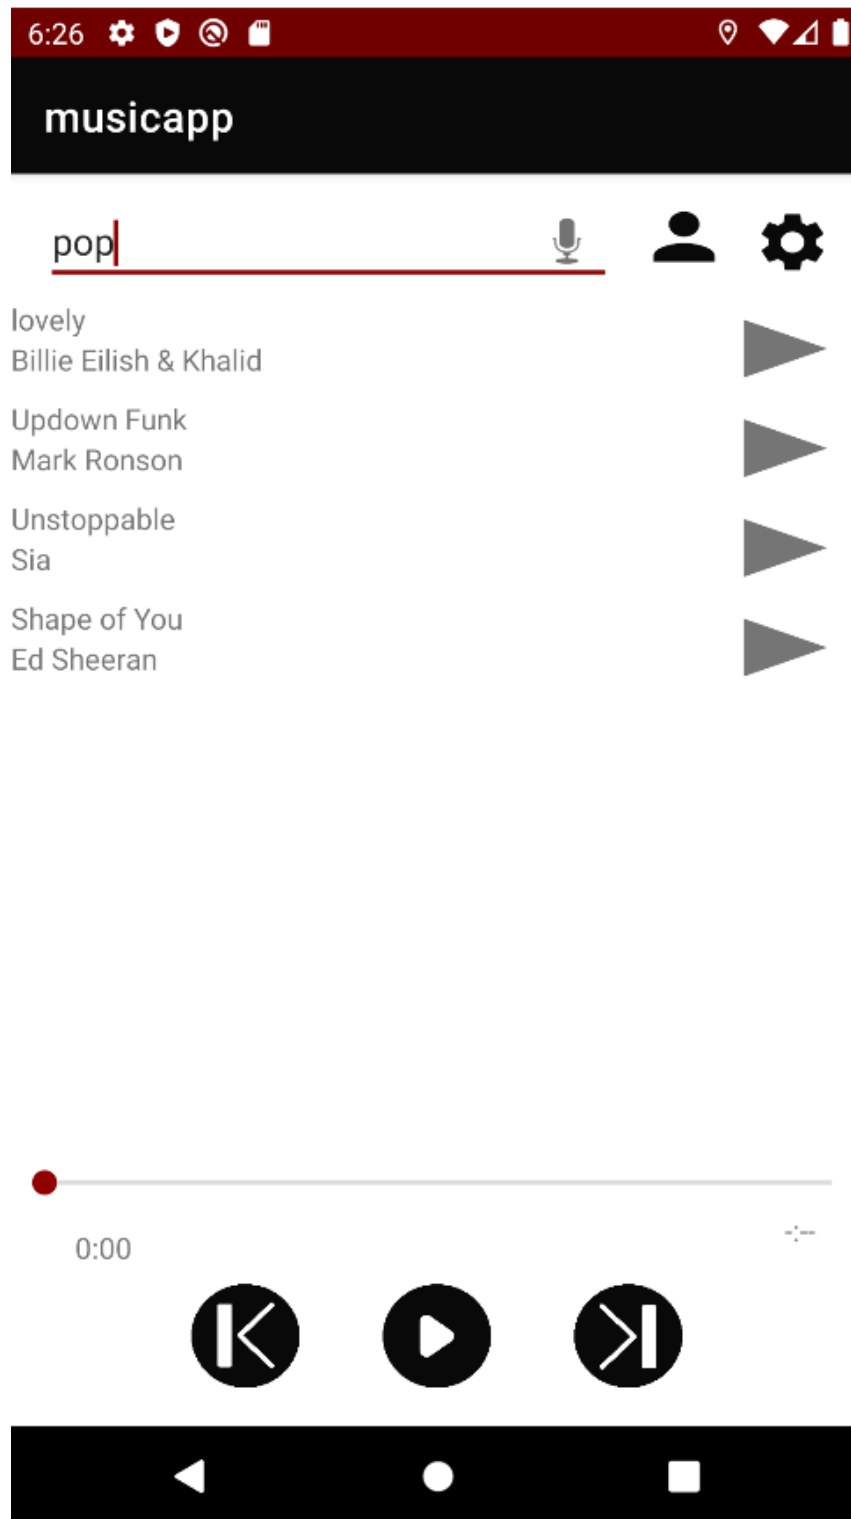 6:26
musicapp
pop
lovely
Billie Eilish & Khalid
Updown Funk
Mark Ronson
Unstoppable
Sia
Shape of You
Ed Sheeran
-:--
0:00